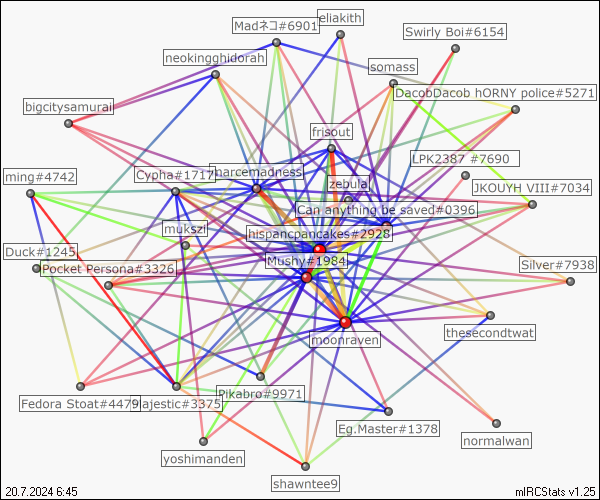 Madネコ#6901
eliakith
Swirly Boi#6154
neokingghidorah
somass
DacobDacob hORNY police#5271
bigcitysamurai
frisout
LPK2387 #7690
ming#4742
Cypha#1717
narcemadness
zebulal
JKOUYH VIII#7034
Can anything be saved#0396
mukszi
hispancpancakes#2928
Duck#1245
Pocket Persona#3326
Mushy#1984
Silver#7938
moonraven
thesecondtwat
Fedora Stoat#4479
ajestic#3375
Pikabro#9971
Eg.Master#1378
normalwan
yoshimanden
shawntee9
20.7.2024 6:45
mIRCStats v1.25